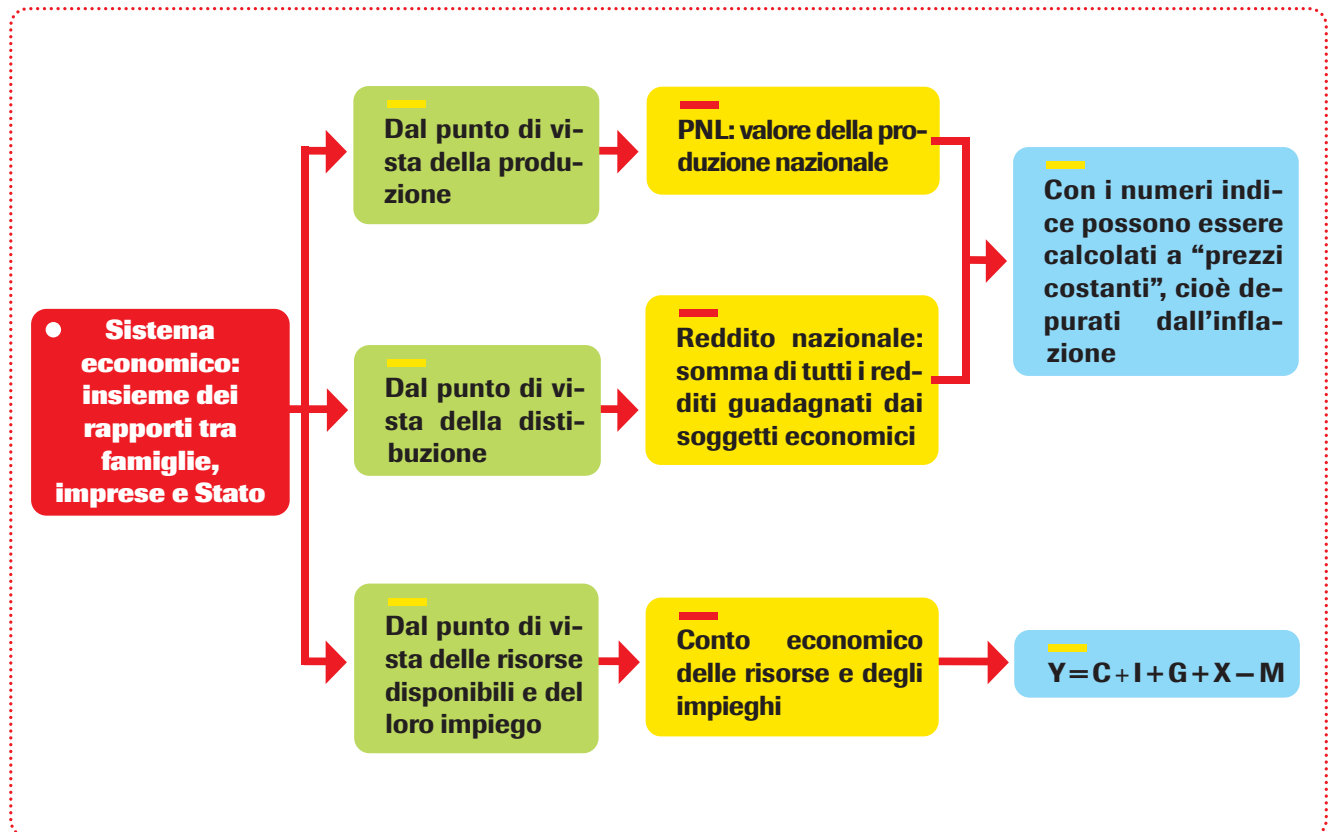 Sistema
economico:
insieme dei
rapporti tra
famiglie,
imprese e Stato
Dal punto di vi-
sta della produ-
zione
PNL: valore della pro-
duzione nazionale
Con i numeri indi-
ce possono essere
calcolati a “prezzi
costanti”, cioè de-
purati dall’infla-
zione
Dal punto di vi-
sta della disti-
buzione
Reddito nazionale:
somma di tutti i red-
diti guadagnati dai
soggetti economici
Dal punto di vi-
sta delle risorse
disponibili e del
loro impiego
Conto economico
delle risorse e degli
impieghi
Y=C+I+G+X–M